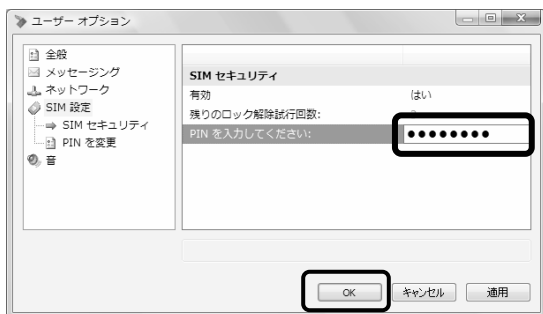 ユーザー オプション
全般
メッセージング
ネットワーク
SIM 設定
SIM セキュリティ
PIN を変更
音
SIM セキュリティ
有効 はい
残りのロック解除試行回数:
PIN を入力してください: ●●●●●●●●
OK キャンセル 適用